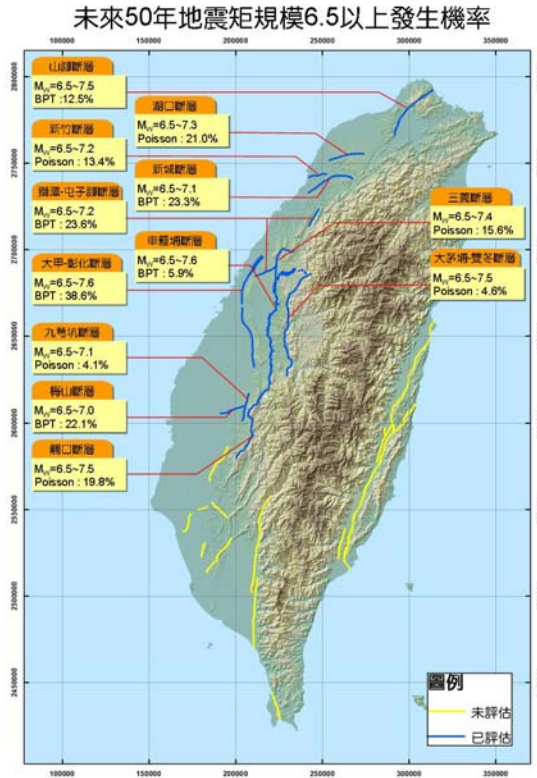 未來50年地震矩規模6.5以上發生機率
100000 150000 200000 250000 300000 350000
2800000
2750000
2700000
2650000
2600000
2550000
2500000
2450000
山腳斷層
Mw=6.5~7.5
BPT : 12.5%
湖口斷層
Mw=6.5~7.3
Poisson : 21.0%
新竹斷層
Mw=6.5~7.2
Poisson : 13.4%
新城斷層
Mw=6.5~7.1
23.3%
獅潭-屯子腳斷層
Mw=6.5~7.2
23.6%
三義斷層
Mw=6.5~7.4
Poisson : 15.6%
車籠埔斷層
Mw=6.5~7.6
BPT : 5.9%
大甲-彰化斷層
Mw=6.5~7.6
BPT : 38.6%
大茅埔-雙冬斷層
Mw=6.5~7.5
Poisson : 4.6%
九芎坑斷層
Mw=6.5~7.1
Poisson : 4.1%
梅山斷層
Mw=6.5~7.0
BPT : 22.1%
觸口斷層
Mw=6.5~7.5
Poisson : 19.8%
圖例
未評估
已評估
100000 150000 200000 250000 300000 350000